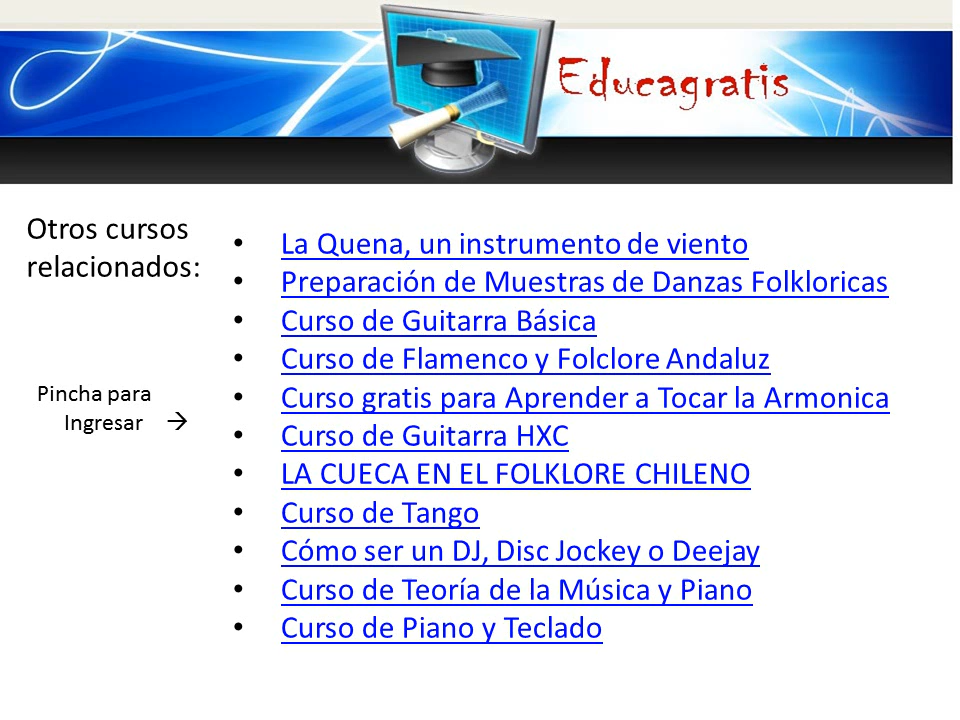 Educagratis
Otros cursos
relacionados:
Pincha para
Ingresar →
• La Quena, un instrumento de viento
• Preparación de Muestras de Danzas Folkloricas
• Curso de Guitarra Básica
• Curso de Flamenco y Folclore Andaluz
• Curso gratis para Aprender a Tocar la Armonica
• Curso de Guitarra HXC
• LA CUECA EN EL FOLKLORE CHILENO
• Curso de Tango
• Cómo ser un DJ, Disc Jockey o Deejay
• Curso de Teoría de la Música y Piano
• Curso de Piano y Teclado